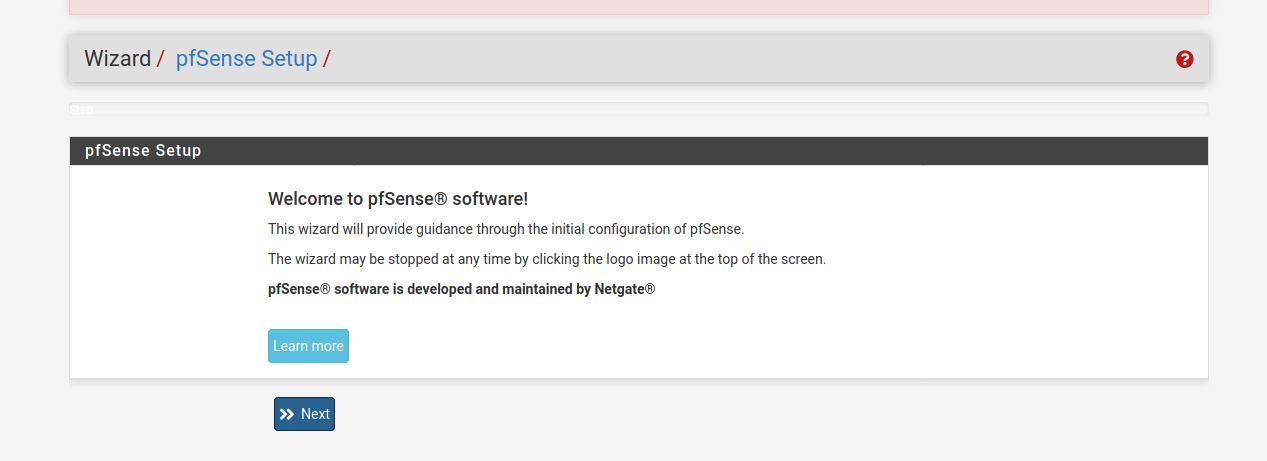 Wizard / pfSense Setup /
Step
pfSense Setup
Welcome to pfSense® software!
This wizard will provide guidance through the initial configuration of pfSense.
The wizard may be stopped at any time by clicking the logo image at the top of the screen.
pfSense® software is developed and maintained by Netgate®
Learn more
Next